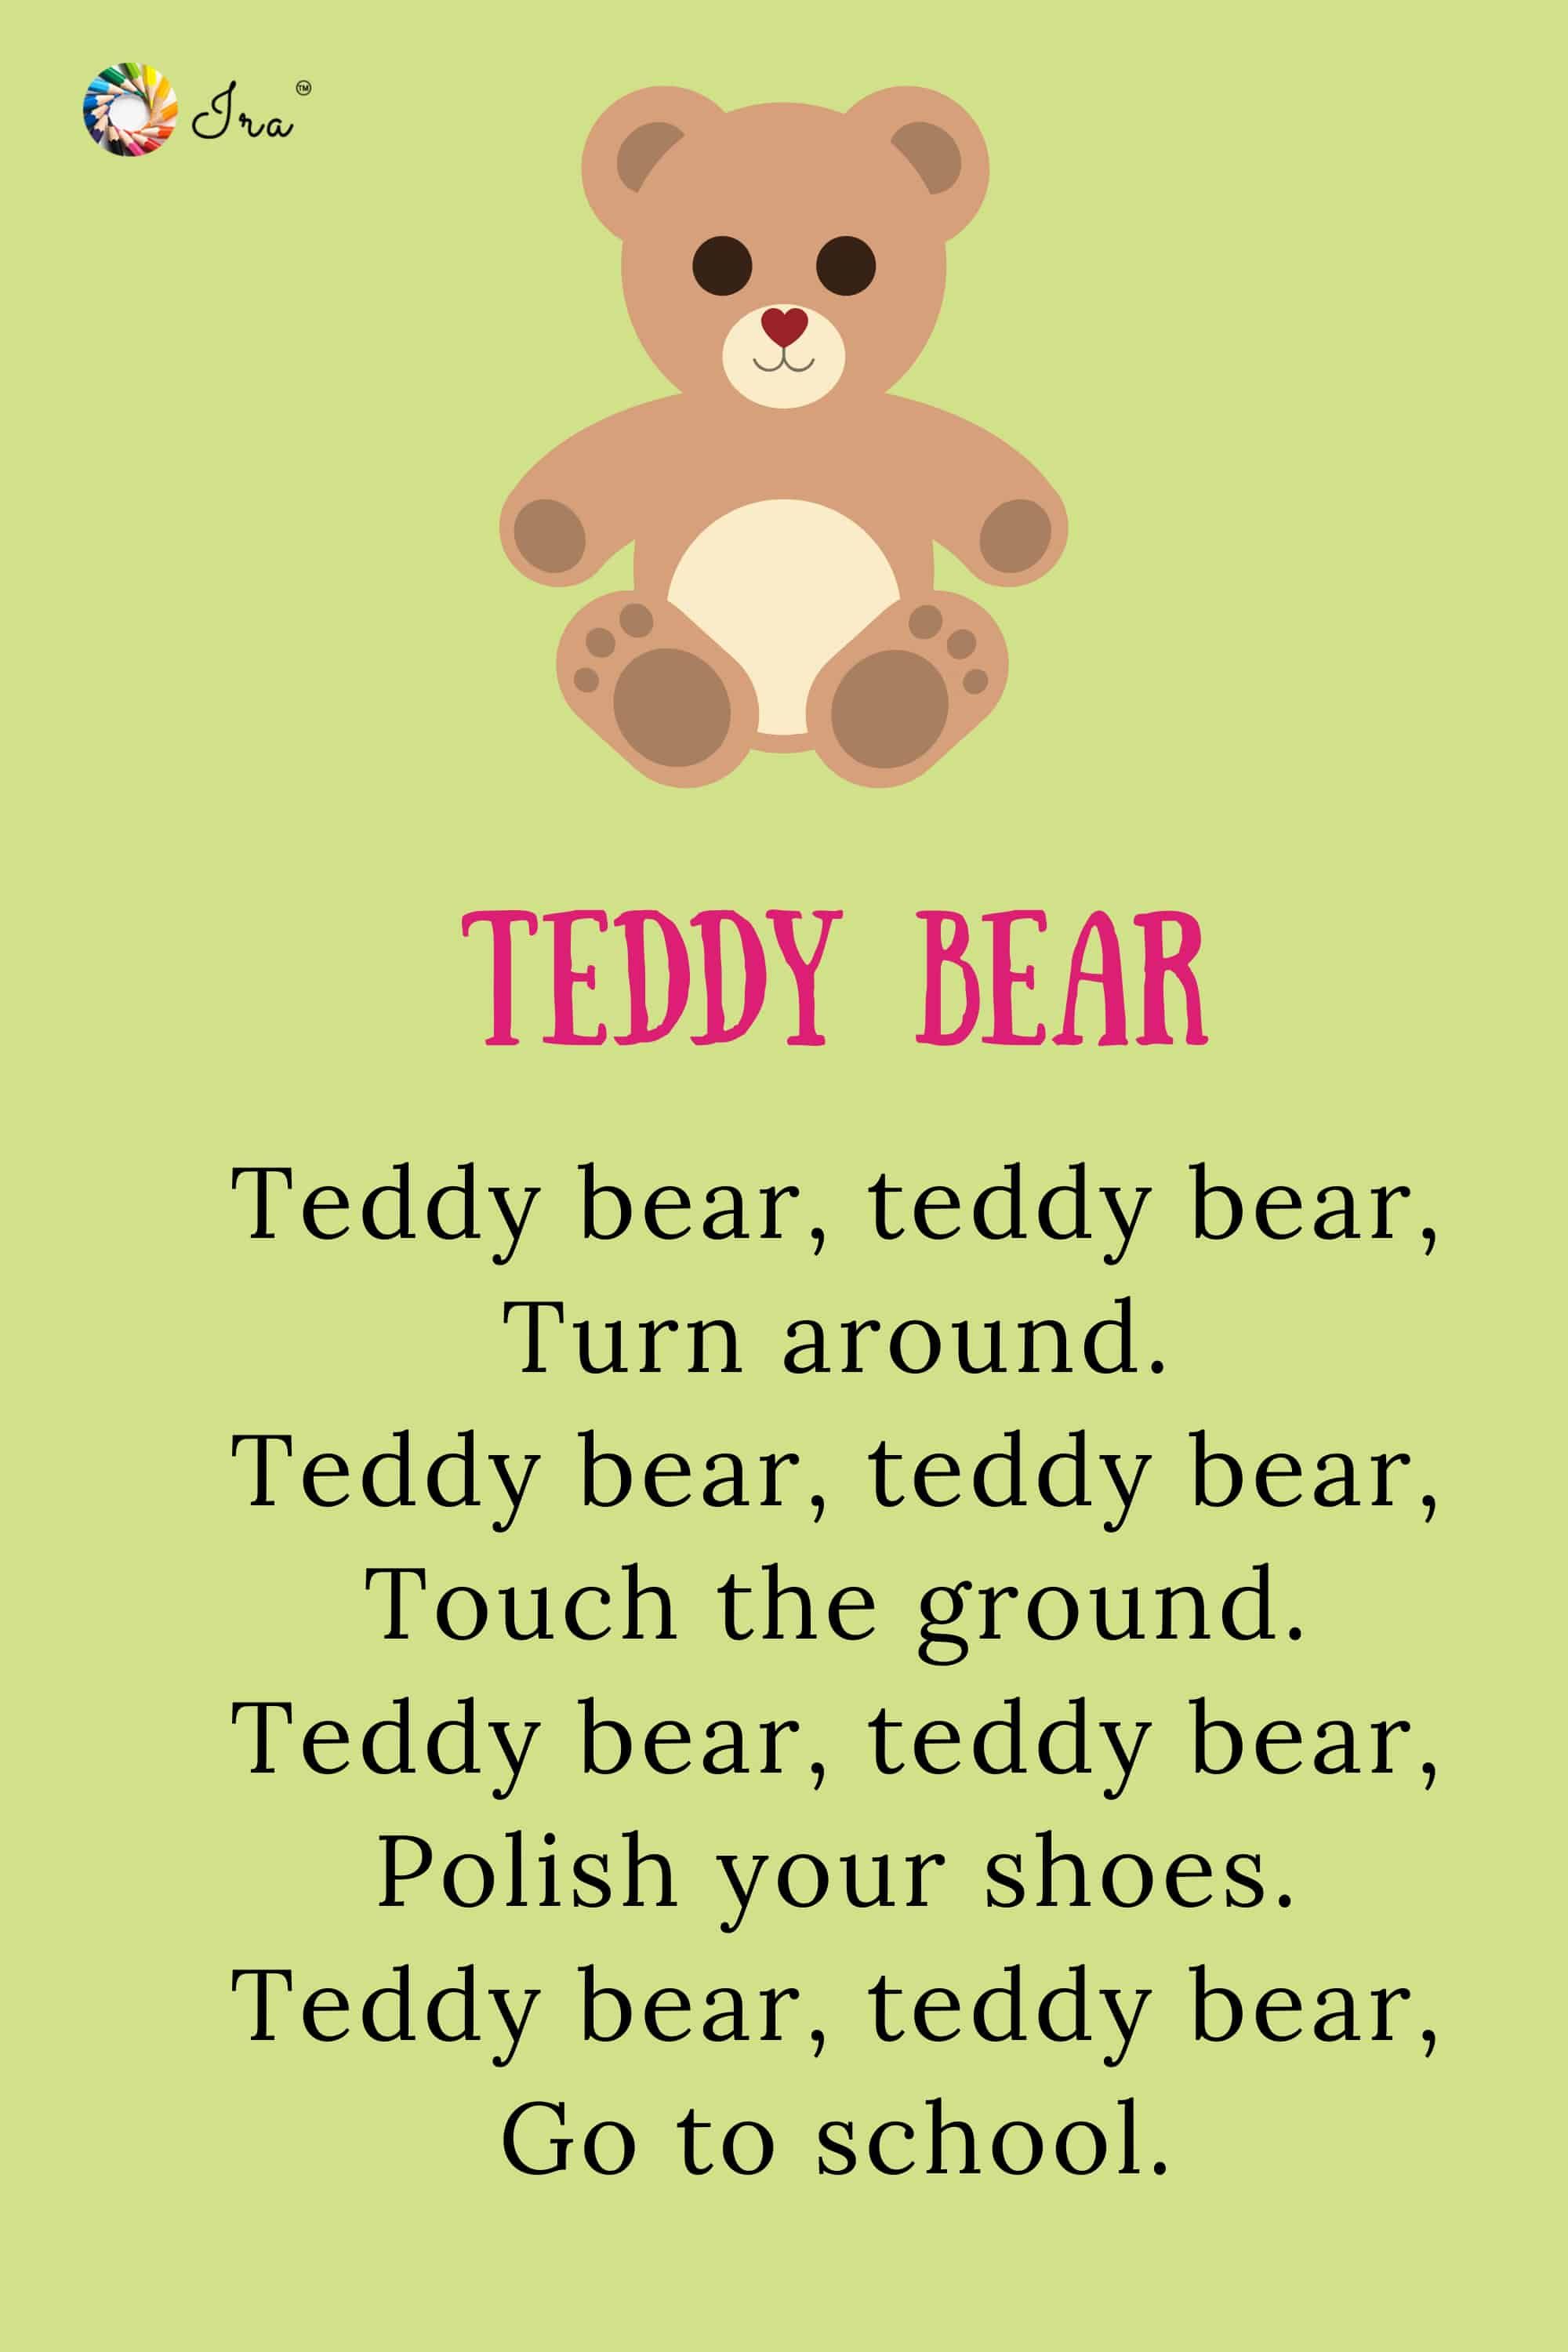 Ira™
TEDDY BEAR
Teddy bear, teddy bear,
Turn around.
Teddy bear, teddy bear,
Touch the ground.
Teddy bear, teddy bear,
Polish your shoes.
Teddy bear, teddy bear,
Go to school.